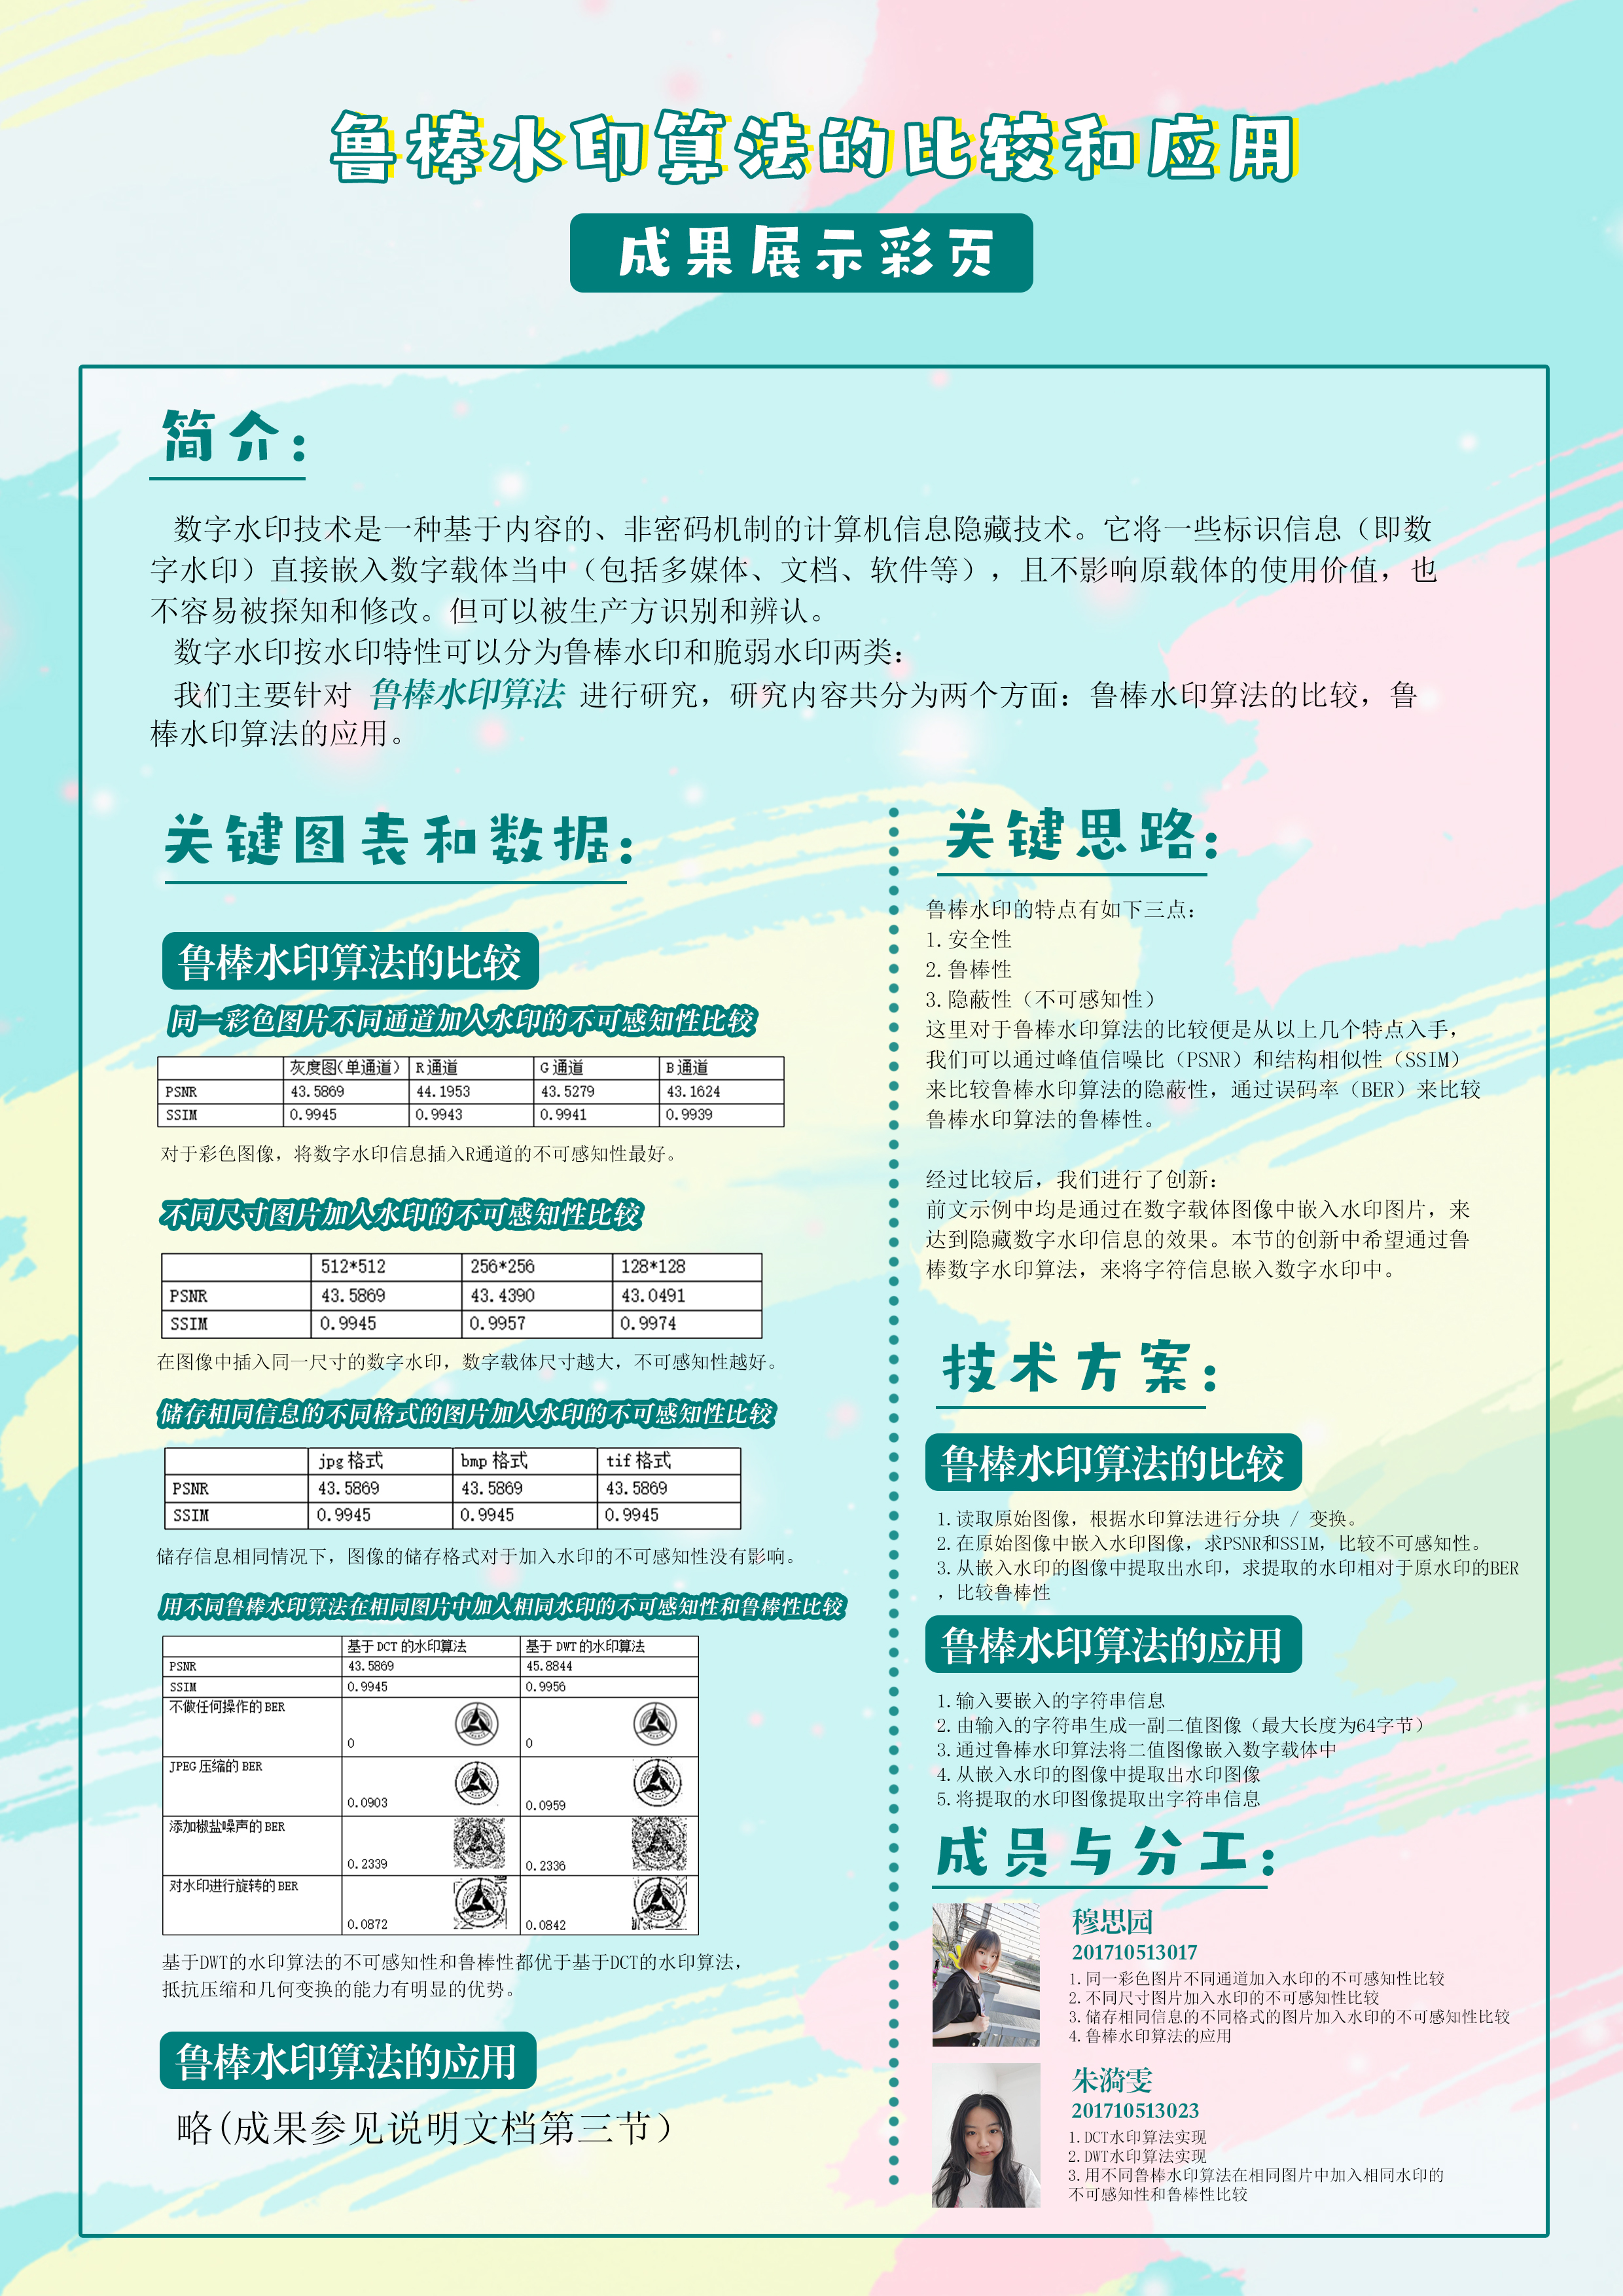 鲁棒水印算法的比较和应用
成果展示彩页
简介：
数字水印技术是一种基于内容的、非密码机制的计算机信息隐藏技术。它将一些标识信息（即数
字水印）直接嵌入数字载体当中（包括多媒体、文档、软件等），且不影响原载体的使用价值，也
不容易被探知和修改。但可以被生产方识别和辨认。
数字水印按水印特性可以分为鲁棒水印和脆弱水印两类：
我们主要针对 鲁棒水印算法 进行研究，研究内容共分为两个方面：鲁棒水印算法的比较，鲁
棒水印算法的应用。
关键图表和数据：
鲁棒水印算法的比较
同一彩色图片不同通道加入水印的不可感知性比较
灰度图（单通道） R通道 G通道 B通道
PSNR 43.5869 44.1953 43.5279 43.1624
SSIM 0.9945 0.9943 0.9941 0.9939
对于彩色图像，将数字水印信息插入R通道的不可感知性最好。
不同尺寸图片加入水印的不可感知性比较
512*512 256*256 128*128
PSNR 43.5869 43.4390 43.0491
SSIM 0.9945 0.9957 0.9974
在图像中插入同一尺寸的数字水印，数字载体尺寸越大，不可感知性越好。
储存相同信息的不同格式的图片加入水印的不可感知性比较
jpg格式 bmp格式 tif格式
PSNR 43.5869 43.5869 43.5869
SSIM 0.9945 0.9945 0.9945
储存信息相同情况下，图像的储存格式对于加入水印的不可感知性没有影响。
用不同鲁棒水印算法在相同图片中加入相同水印的不可感知性和鲁棒性比较
基于DCT的水印算法 基于DWT的水印算法
PSNR 43.5869 45.8844
SSIM 0.9945 0.9956
不做任何操作的BER 0 0
JPEG压缩的BER 0.0903 0.0959
添加椒盐噪声的BER 0.2339 0.2336
对水印进行旋转的BER 0.0872 0.0842
基于DWT的水印算法的不可感知性和鲁棒性都优于基于DCT的水印算法，
抵抗压缩和几何变换的能力有明显的优势。
鲁棒水印算法的应用
略(成果参见说明文档第三节）
关键思路：
鲁棒水印的特点有如下三点：
1.安全性
2.鲁棒性
3.隐蔽性（不可感知性）
这里对于鲁棒水印算法的比较便是从以上几个特点入手，
我们可以通过峰值信噪比（PSNR）和结构相似性（SSIM）
来比较鲁棒水印算法的隐蔽性，通过误码率（BER）来比较
鲁棒水印算法的鲁棒性。
经过比较后，我们进行了创新：
前文示例中均是通过在数字载体图像中嵌入水印图片，来
达到隐藏数字水印信息的效果。本节的创新中希望通过鲁
棒数字水印算法，来将字符信息嵌入数字水印中。
技术方案：
鲁棒水印算法的比较
1.读取原始图像，根据水印算法进行分块 / 变换。
2.在原始图像中嵌入水印图像，求PSNR和SSIM，比较不可感知性。
3.从嵌入水印的图像中提取出水印，求提取的水印相对于原水印的BER
，比较鲁棒性
鲁棒水印算法的应用
1.输入要嵌入的字符串信息
2.由输入的字符串生成一副二值图像（最大长度为64字节）
3.通过鲁棒水印算法将二值图像嵌入数字载体中
4.从嵌入水印的图像中提取出水印图像
5.将提取的水印图像提取出字符串信息
成员与分工：
穆思园
201710513017
1.同一彩色图片不同通道加入水印的不可感知性比较
2.不同尺寸图片加入水印的不可感知性比较
3.储存相同信息的不同格式的图片加入水印的不可感知性比较
4.鲁棒水印算法的应用
朱漪雯
201710513023
1.DCT水印算法实现
2.DWT水印算法实现
3.用不同鲁棒水印算法在相同图片中加入相同水印的
不可感知性和鲁棒性比较